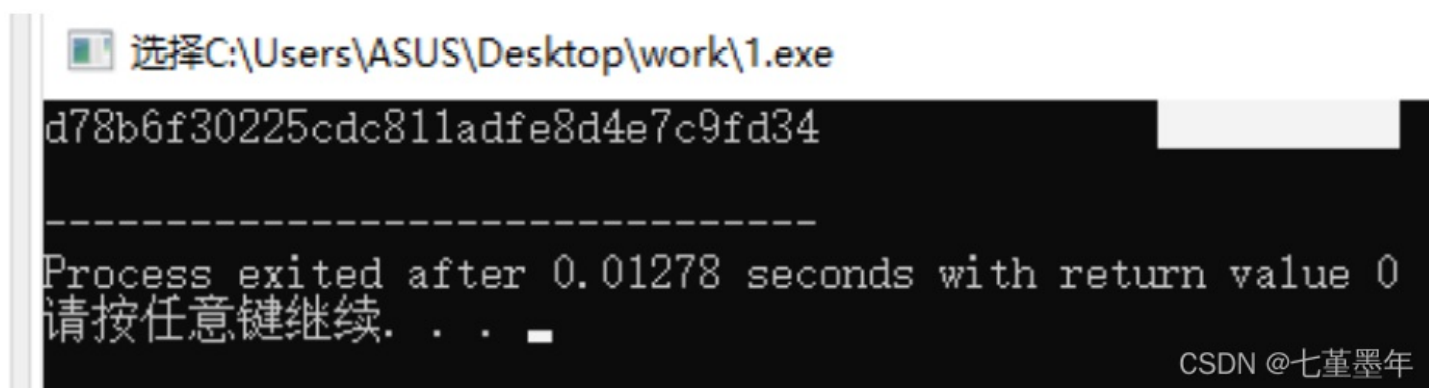 选择C:\Users\ASUS\Desktop\work\1.exe
d78b6f30225cdc811adfe8d4e7c9fd34
--------------------------------
Process exited after 0.01278 seconds with return value 0
请按任意键继续. . .
CSDN @七堇墨年